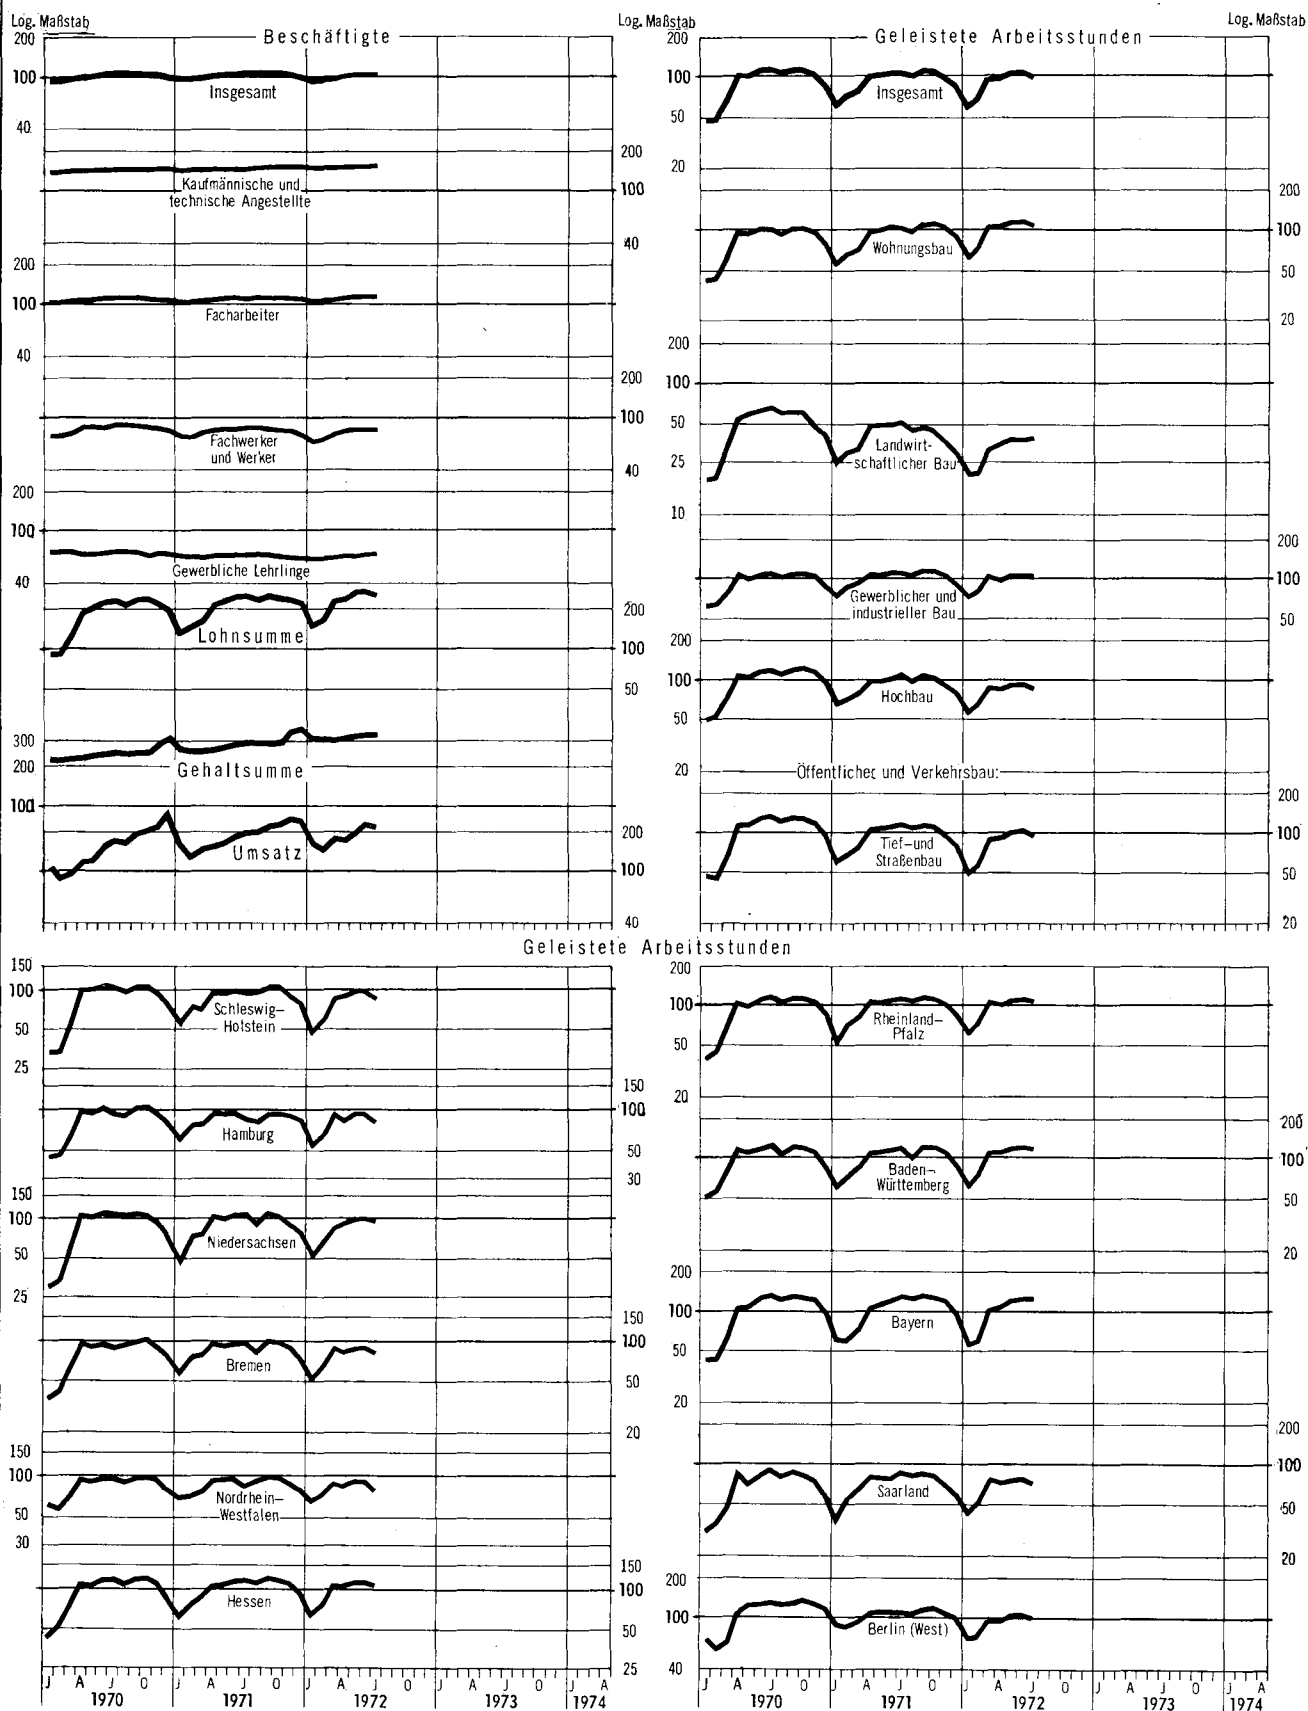 Log. Maßstab
Log. Maßstab
Log. Maßstab
Beschäftigte
200
100
Insgesamt
40
200
Kaufmännische und
100
technische Angestellte
40
200
100
Facharbeiter
40
200
100
Fachwerker
und Werker
40
200
100
Gewerbliche Lehrlinge
40
200
Lohnsumme
100
50
300
200
Gehaltsumme
100
200
Umsatz
100
40
Geleistete Arbeitsstunden
200
100
Insgesamt
50
20
200
100
Wohnungsbau
50
20
200
100
50
Landwirt-
25
schaftlicher Bau
10
200
100
Gewerblicher und
industrieller Bau
50
200
100
Hochbau
50
20
Öffentlicher und Verkehrsbau:
200
100
Tief- und
Straßenbau
50
20
Geleistete Arbeitsstunden
150
100
Schleswig-
Holstein
50
25
150
100
Hamburg
50
30
150
100
Niedersachsen
50
25
150
100
Bremen
50
20
150
100
Nordrhein-
Westfalen
50
30
150
100
Hessen
50
25
J A J O J A J O J A J O J A J O J A
1970 1971 1972 1973 1974
200
100
Rheinland-
Pfalz
50
20
200
100
Baden-
Württemberg
50
20
200
100
Bayern
50
20
200
100
Saarland
50
20
200
100
Berlin (West)
40
J A J O J A J O J A J O J A J O J A
1970 1971 1972 1973 1974